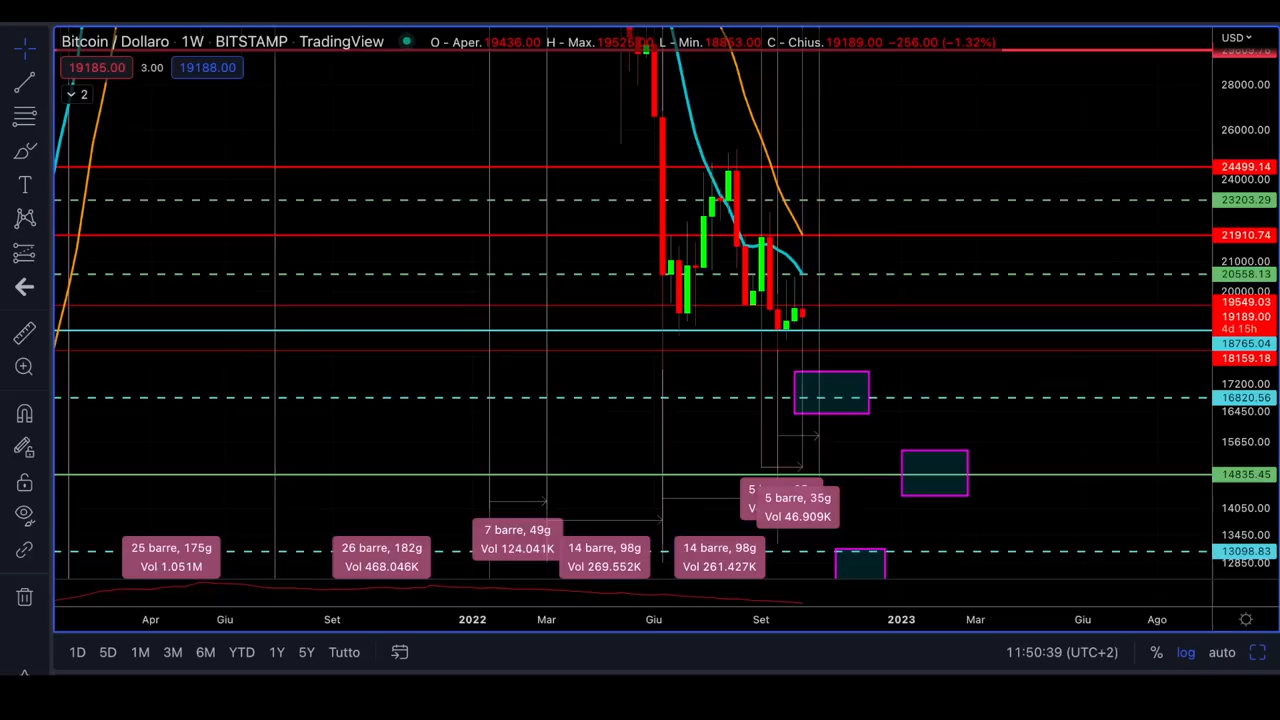 Bitcoin / Dollaro · 1W · BITSTAMP · TradingView
O - Aper. 19436.00 H - Max. 19525.00 L - Min. 18853.00 C - Chius. 19189.00 −256.00 (−1.32%)
USD
19185.00 3.00 19188.00
2
28000.00
26000.00
24499.14
24000.00
23203.29
21910.74
21000.00
20558.13
20000.00
19549.03
19189.00
4d 15h
18765.04
18159.18
17200.00
16820.56
16450.00
15650.00
14835.45
14050.00
13450.00
13098.83
12850.00
5 barre, 35g
Vol 46.909K
7 barre, 49g
Vol 124.041K
25 barre, 175g
Vol 1.051M
26 barre, 182g
Vol 468.046K
14 barre, 98g
Vol 269.552K
14 barre, 98g
Vol 261.427K
Apr Giu Set 2022 Mar Giu Set 2023 Mar Giu Ago
1D 5D 1M 3M 6M YTD 1Y 5Y Tutto
11:50:39 (UTC+2) % log auto